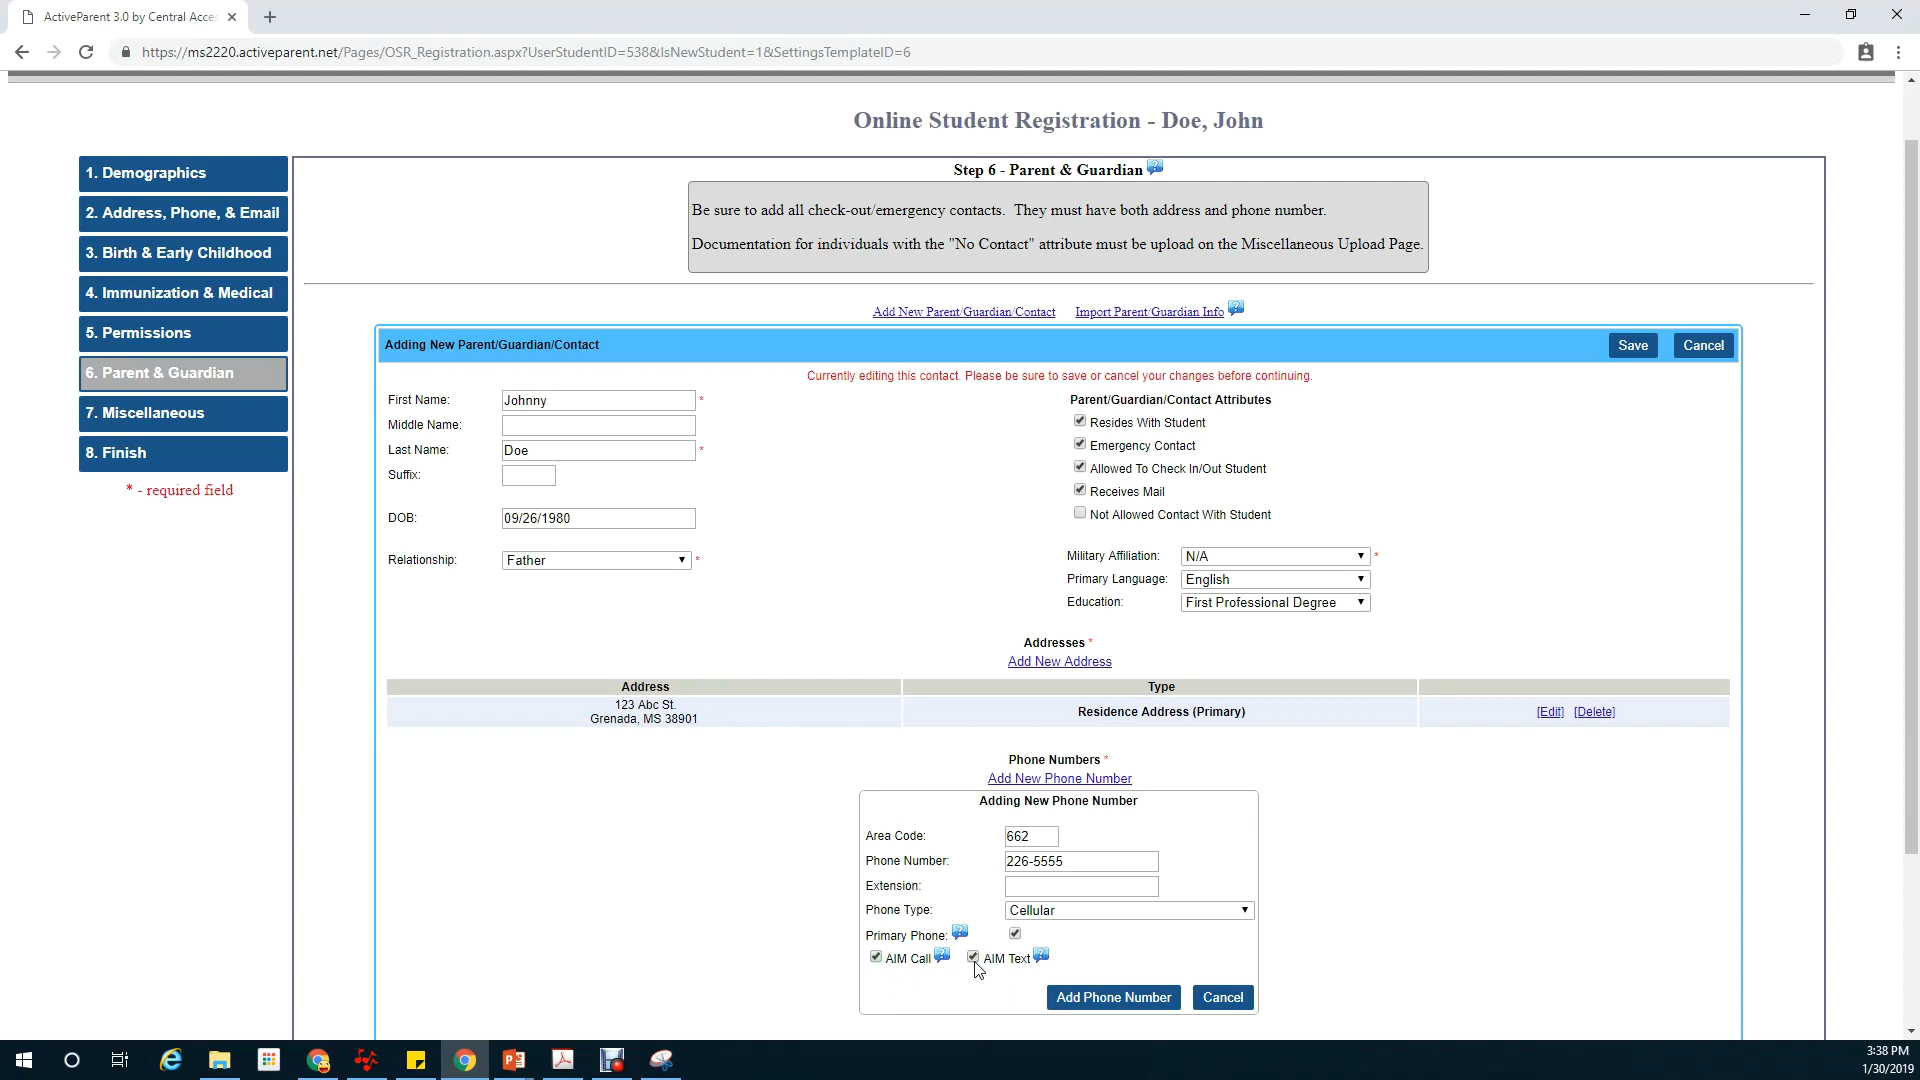 ActiveParent 3.0 by Central Acce
https://ms2220.activeparent.net/Pages/OSR_Registration.aspx?UserStudentID=538&IsNewStudent=1&SettingsTemplateID=6
Online Student Registration - Doe, John
1. Demographics
2. Address, Phone, & Email
3. Birth & Early Childhood
4. Immunization & Medical
5. Permissions
6. Parent & Guardian
7. Miscellaneous
8. Finish
* - required field
Step 6 - Parent & Guardian
Be sure to add all check-out/emergency contacts. They must have both address and phone number.
Documentation for individuals with the "No Contact" attribute must be upload on the Miscellaneous Upload Page.
Add New Parent/Guardian/Contact Import Parent/Guardian Info
Adding New Parent/Guardian/Contact Save Cancel
Currently editing this contact. Please be sure to save or cancel your changes before continuing.
First Name: Johnny *
Middle Name:
Last Name: Doe *
Suffix:
DOB: 09/26/1980
Relationship: Father *
Parent/Guardian/Contact Attributes
Resides With Student
Emergency Contact
Allowed To Check In/Out Student
Receives Mail
Not Allowed Contact With Student
Military Affiliation: N/A *
Primary Language: English
Education: First Professional Degree
Addresses *
Add New Address
Address Type
123 Abc St.
Grenada, MS 38901
Residence Address (Primary) [Edit] [Delete]
Phone Numbers *
Add New Phone Number
Adding New Phone Number
Area Code: 662
Phone Number: 226-5555
Extension:
Phone Type: Cellular
Primary Phone:
AIM Call AIM Text
Add Phone Number Cancel
3:38 PM
1/30/2019